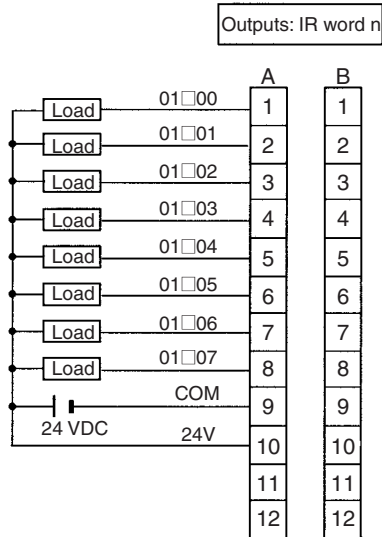 Outputs: IR word n
A B
Load 01□00 1 1
Load 01□01 2 2
Load 01□02 3 3
Load 01□03 4 4
Load 01□04 5 5
Load 01□05 6 6
Load 01□06 7 7
Load 01□07 8 8
COM 9 9
24 VDC 24V 10 10
11 11
12 12